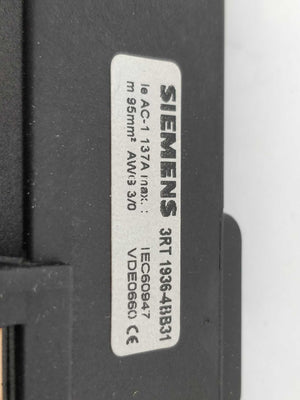 SIEMENS 3RT 1936-4BB31
Ie AC-1 137A max. : IEC60947
m 95mm² AWG 3/0 VDE0660 CE